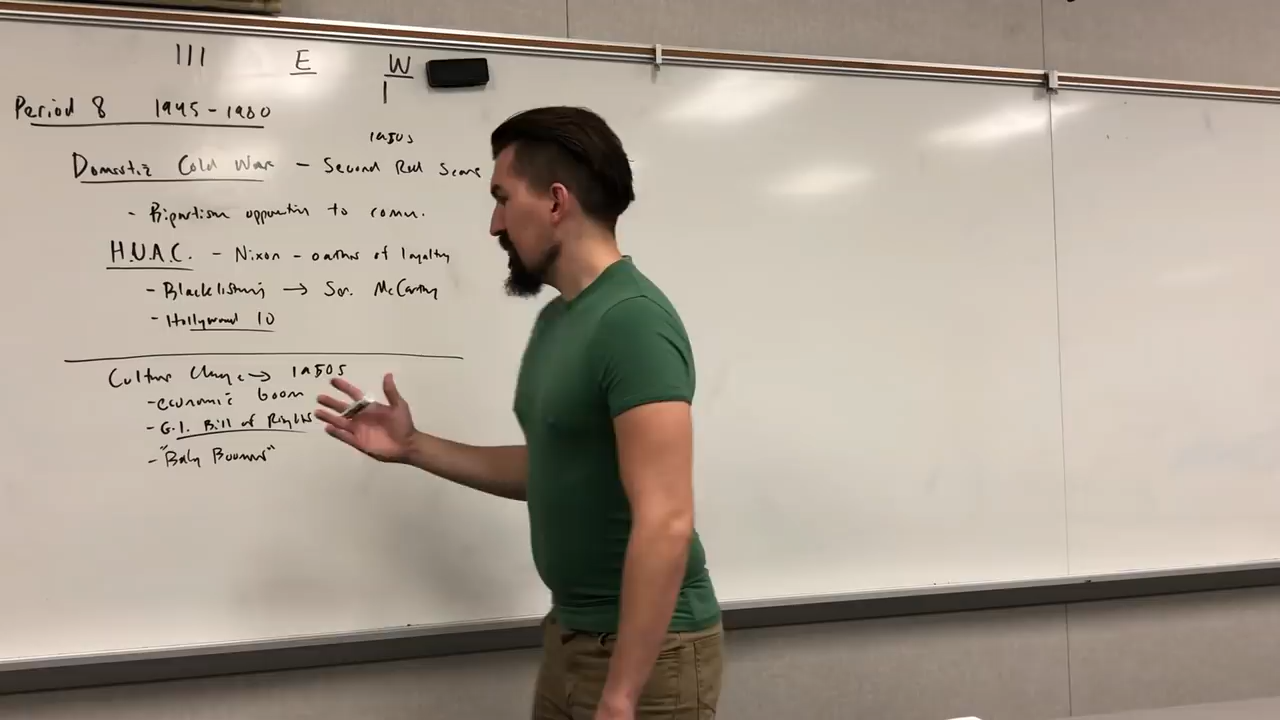 III E W
I
Period 8 1945-1980
1950s
Domestic Cold War - Second Red Scare
- Bipartisan opposition to comm.
H.U.A.C. - Nixon - oaths of loyalty
- Blacklisting → Sen. McCarthy
- Hollywood 10
Culture Change → 1950s
- economic boom
- G.I. Bill of Rights
- "Baby Boomers"